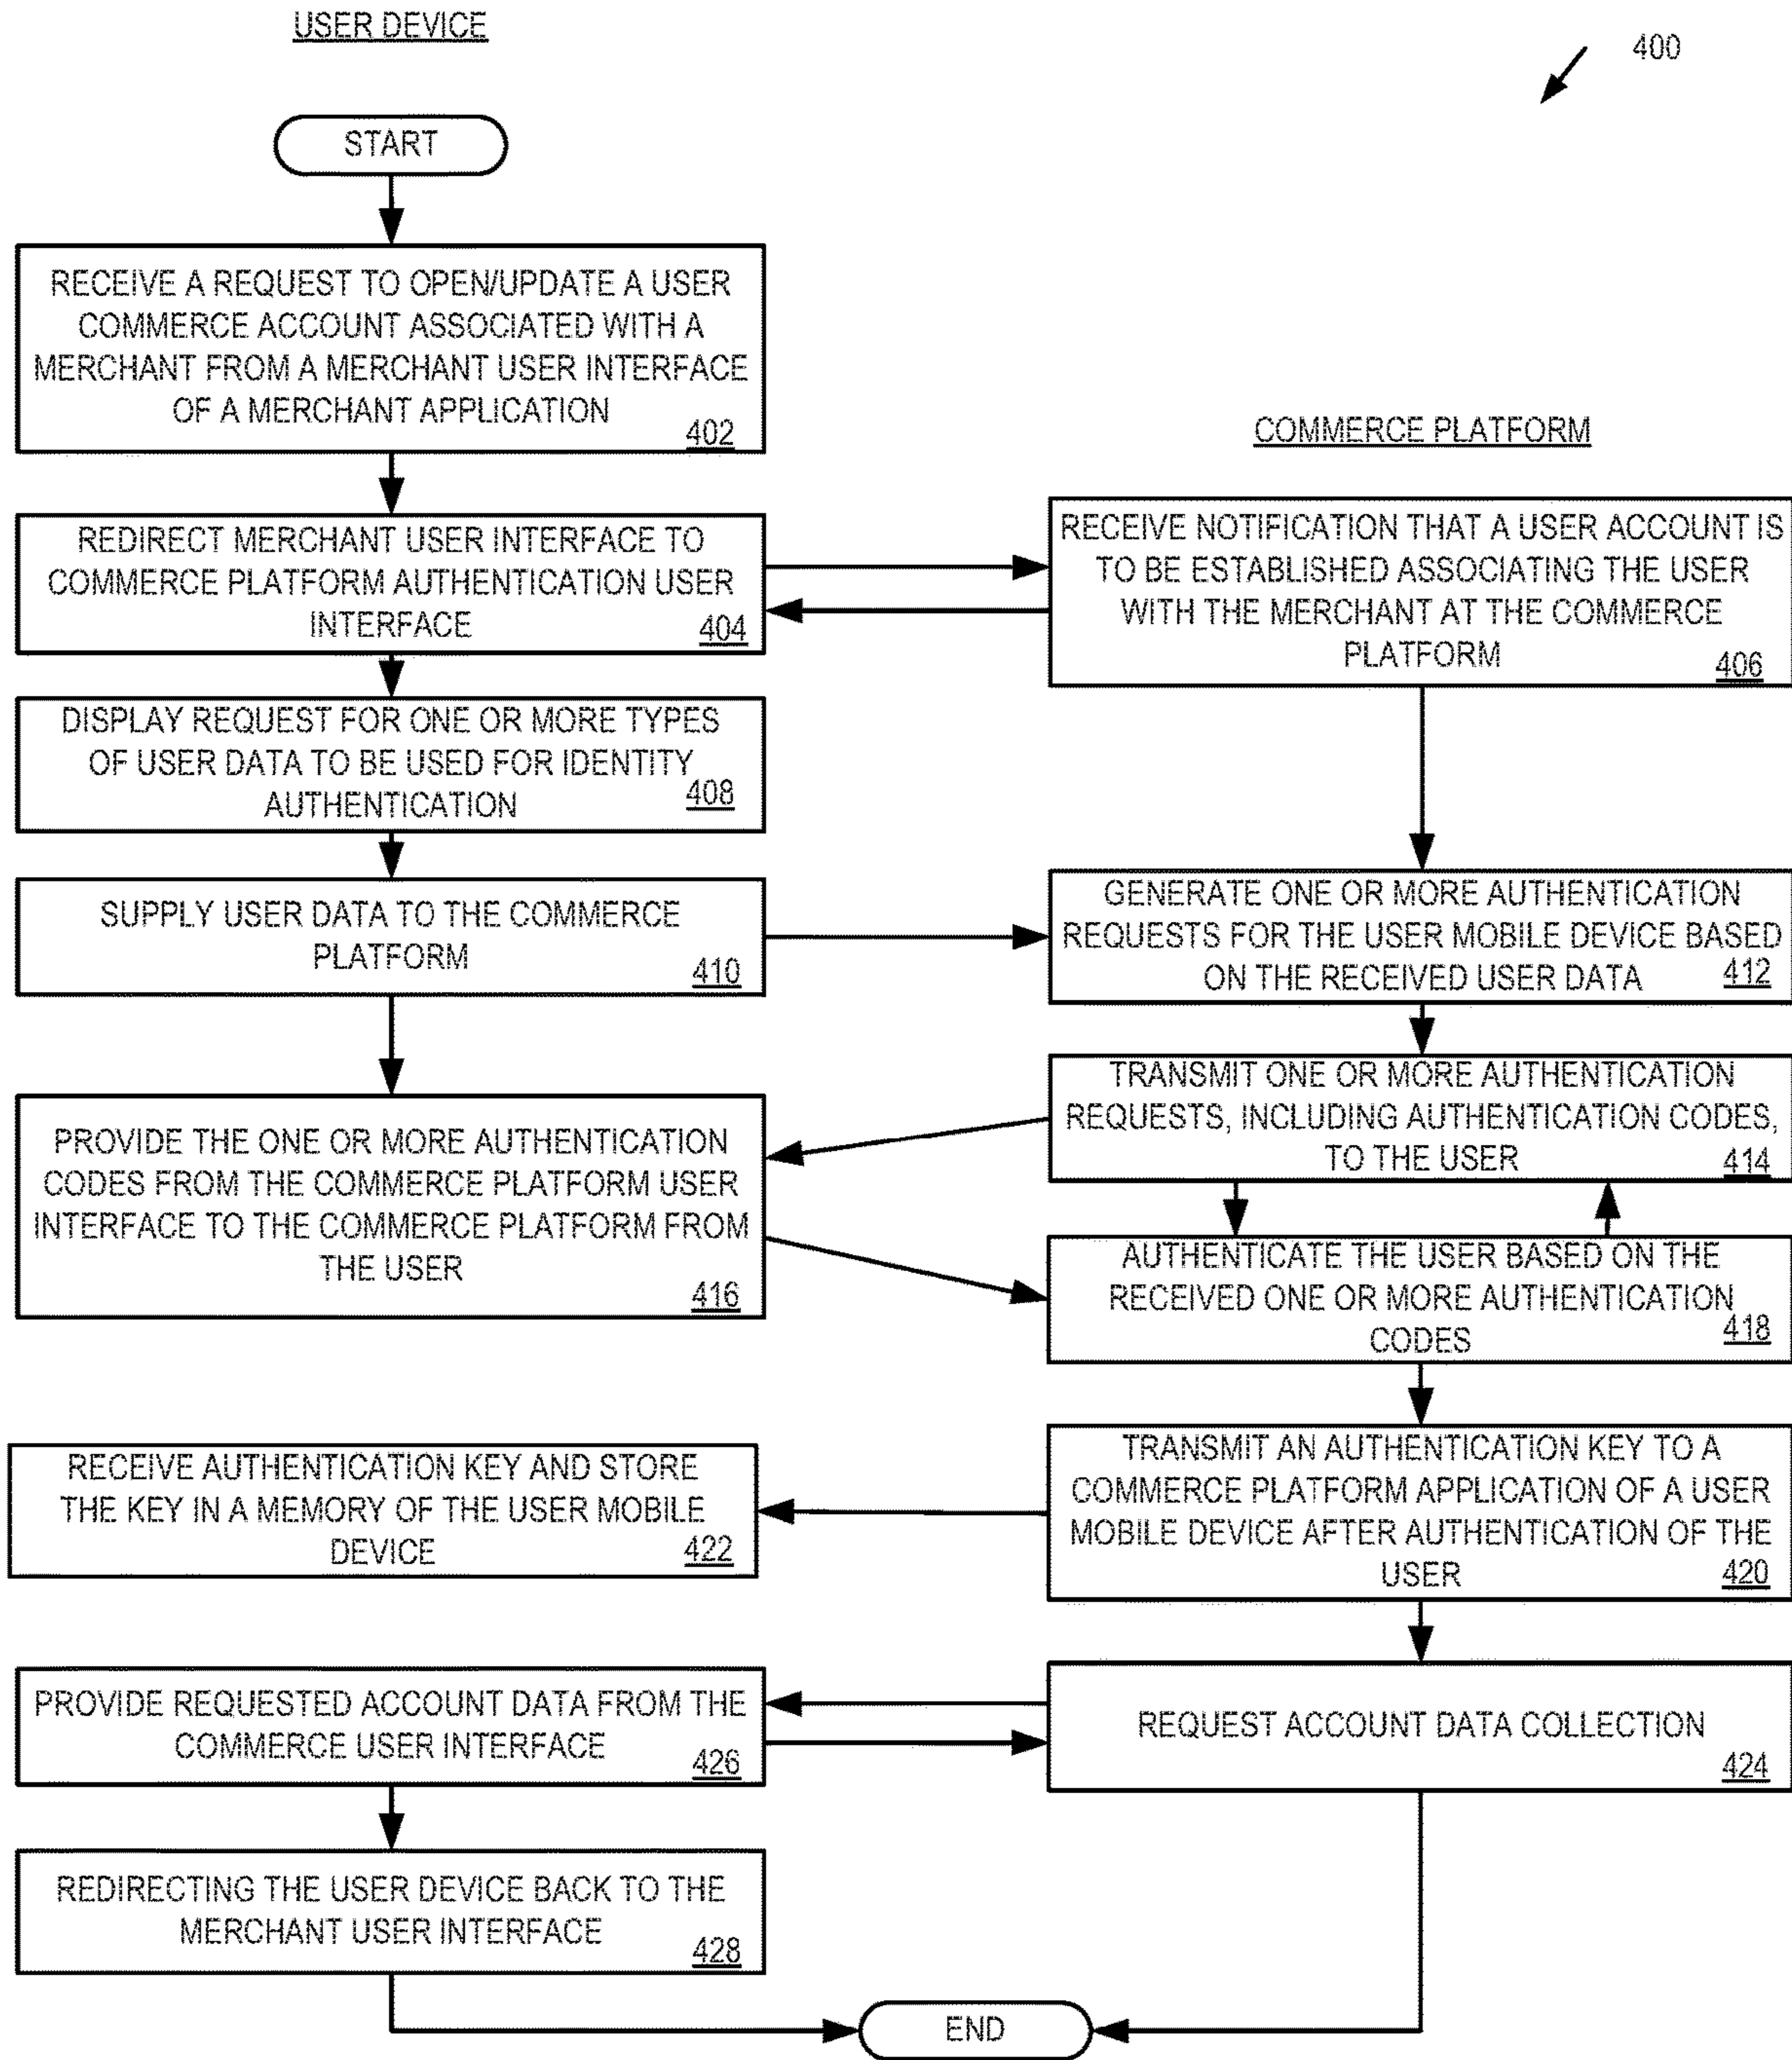 USER DEVICE
400
START
RECEIVE A REQUEST TO OPEN/UPDATE A USER
COMMERCE ACCOUNT ASSOCIATED WITH A
MERCHANT FROM A MERCHANT USER INTERFACE
OF A MERCHANT APPLICATION
402
COMMERCE PLATFORM
REDIRECT MERCHANT USER INTERFACE TO
COMMERCE PLATFORM AUTHENTICATION USER
INTERFACE
404
RECEIVE NOTIFICATION THAT A USER ACCOUNT IS
TO BE ESTABLISHED ASSOCIATING THE USER
WITH THE MERCHANT AT THE COMMERCE
PLATFORM
406
DISPLAY REQUEST FOR ONE OR MORE TYPES
OF USER DATA TO BE USED FOR IDENTITY
AUTHENTICATION
408
SUPPLY USER DATA TO THE COMMERCE
PLATFORM
410
GENERATE ONE OR MORE AUTHENTICATION
REQUESTS FOR THE USER MOBILE DEVICE BASED
ON THE RECEIVED USER DATA
412
TRANSMIT ONE OR MORE AUTHENTICATION
REQUESTS, INCLUDING AUTHENTICATION CODES,
TO THE USER
414
PROVIDE THE ONE OR MORE AUTHENTICATION
CODES FROM THE COMMERCE PLATFORM USER
INTERFACE TO THE COMMERCE PLATFORM FROM
THE USER
416
AUTHENTICATE THE USER BASED ON THE
RECEIVED ONE OR MORE AUTHENTICATION
CODES
418
TRANSMIT AN AUTHENTICATION KEY TO A
COMMERCE PLATFORM APPLICATION OF A USER
MOBILE DEVICE AFTER AUTHENTICATION OF THE
USER
420
RECEIVE AUTHENTICATION KEY AND STORE
THE KEY IN A MEMORY OF THE USER MOBILE
DEVICE
422
REQUEST ACCOUNT DATA COLLECTION
424
PROVIDE REQUESTED ACCOUNT DATA FROM THE
COMMERCE USER INTERFACE
426
REDIRECTING THE USER DEVICE BACK TO THE
MERCHANT USER INTERFACE
428
END